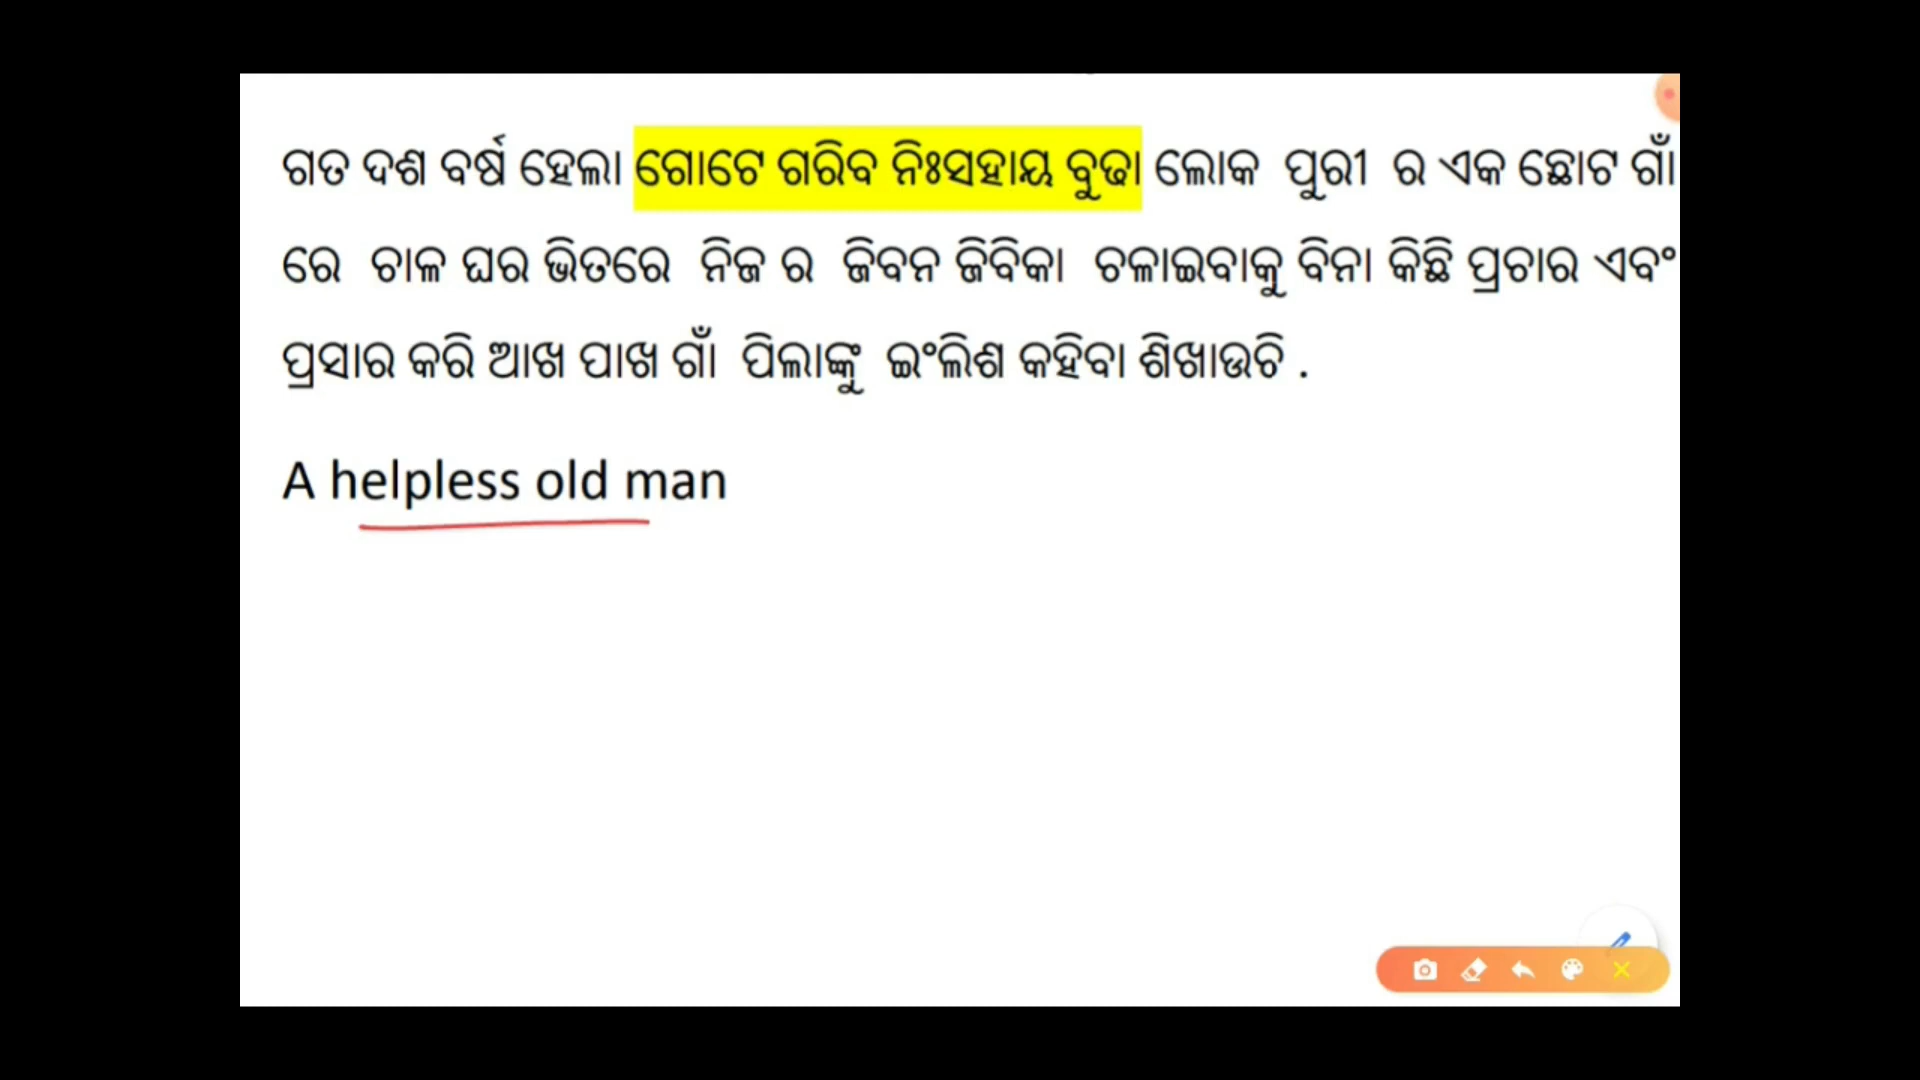 ଗତ ଦଶ ବର୍ଷ ହେଲା ଗୋଟେ ଗରିବ ନିଃସହାୟ ବୁଢା ଲୋକ ପୁରୀ ର ଏକ ଛୋଟ ଗାଁ
ରେ ଚାଳ ଘର ଭିତରେ ନିଜ ର ଜିବନ ଜିବିକା ଚଳାଇବାକୁ ବିନା କିଛି ପ୍ରଚାର ଏବଂ
ପ୍ରସାର କରି ଆଖ ପାଖ ଗାଁ ପିଲାଙ୍କୁ ଇଂଲିଶ କହିବା ଶିଖାଉଚି .
A helpless old man